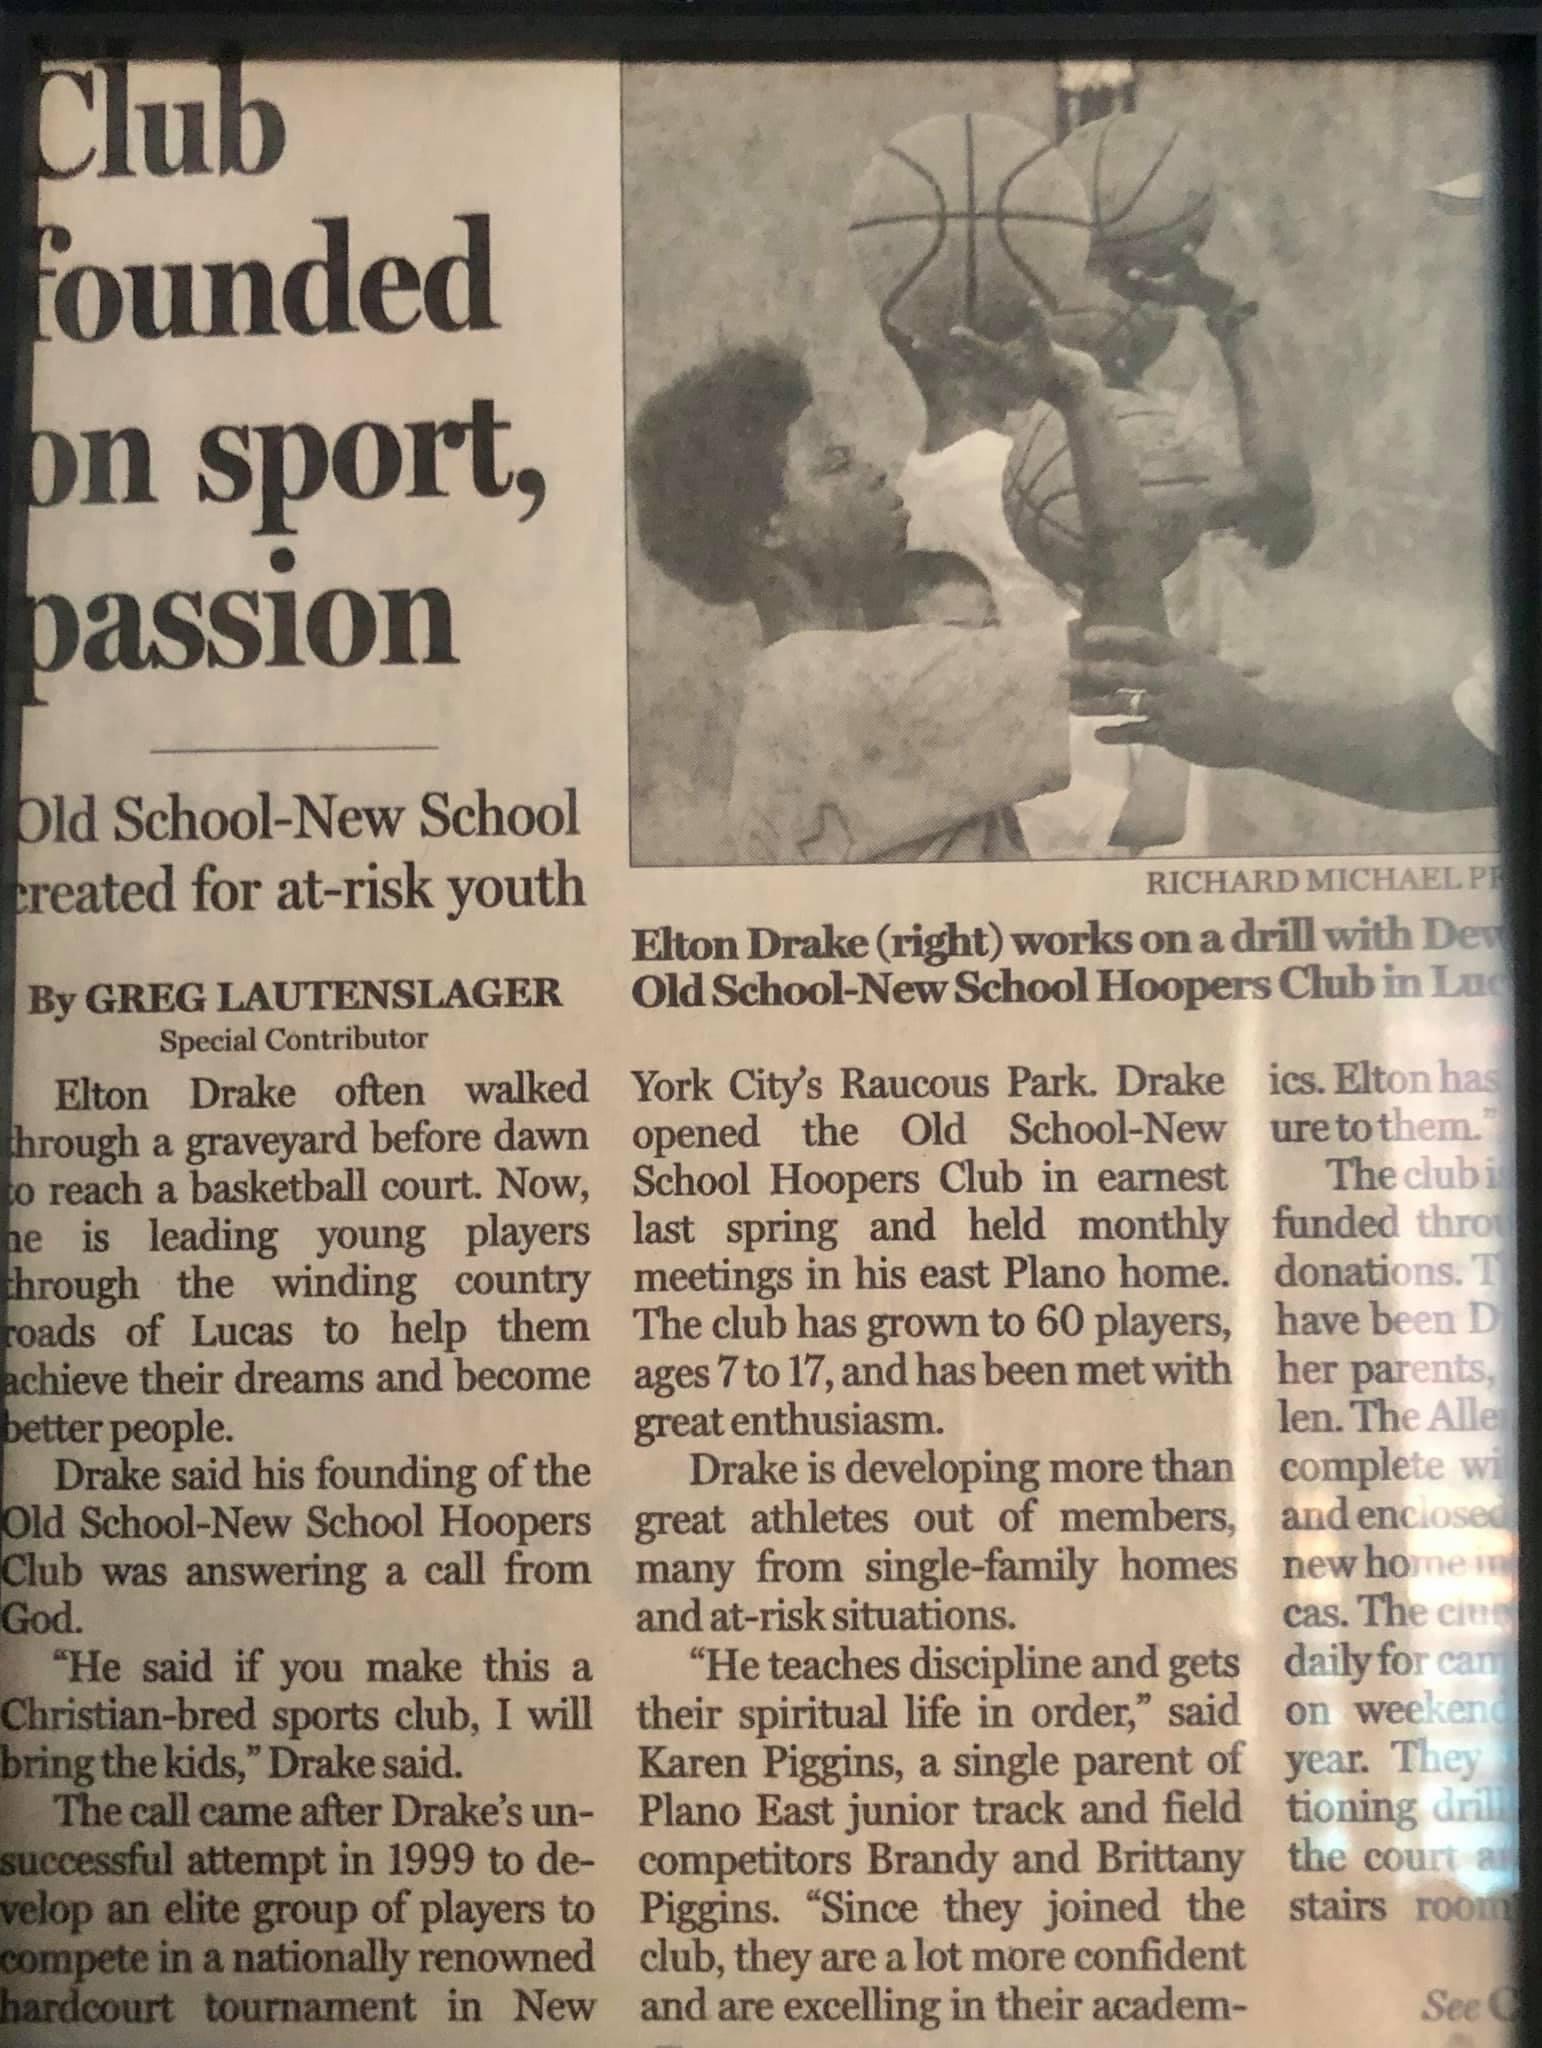 Club
founded
on sport,
passion
Old School-New School
created for at-risk youth
By GREG LAUTENSLAGER
Special Contributor
Elton Drake often walked
through a graveyard before dawn
to reach a basketball court. Now,
he is leading young players
through the winding country
roads of Lucas to help them
achieve their dreams and become
better people.
Drake said his founding of the
Old School-New School Hoopers
Club was answering a call from
God.
“He said if you make this a
Christian-bred sports club, I will
bring the kids,” Drake said.
The call came after Drake’s un-
successful attempt in 1999 to de-
velop an elite group of players to
compete in a nationally renowned
hardcourt tournament in New
RICHARD MICHAEL
Elton Drake (right) works on a drill with
Old School-New School Hoopers Club in
York City’s Raucous Park. Drake
opened the Old School-New
School Hoopers Club in earnest
last spring and held monthly
meetings in his east Plano home.
The club has grown to 60 players,
ages 7 to 17, and has been met with
great enthusiasm.
Drake is developing more than
great athletes out of members,
many from single-family homes
and at-risk situations.
“He teaches discipline and gets
their spiritual life in order,” said
Karen Piggins, a single parent of
Plano East junior track and field
competitors Brandy and Brittany
Piggins. “Since they joined the
club, they are a lot more confident
and are excelling in their academ-
ics. Elton has
ure to them.”
The club
funded
donations.
have been
her parents,
len. The
complete
and enclosed
new home
cas. The
daily for
on
year. They
tioning
the court
stairs
See